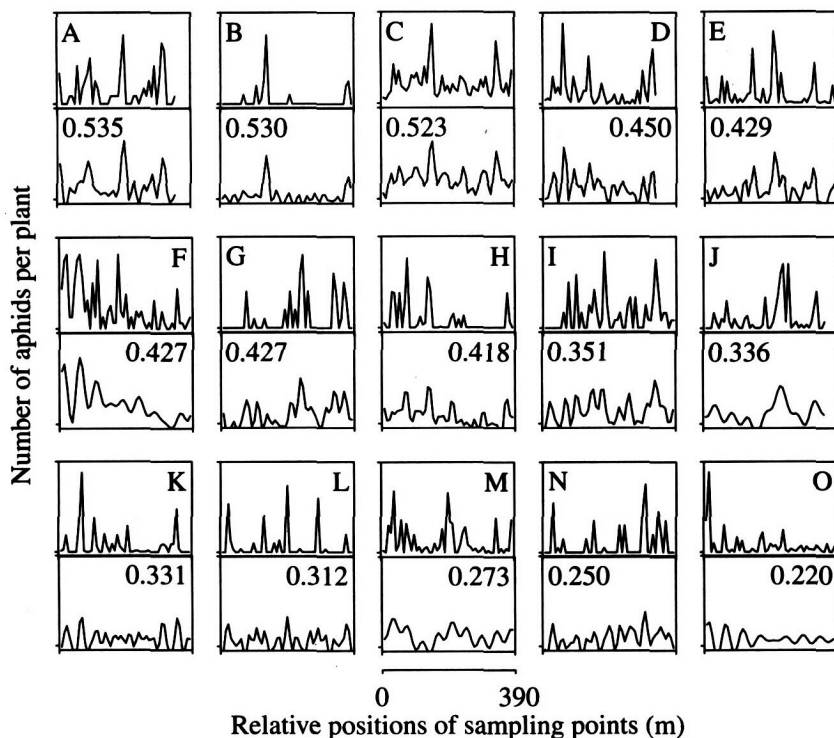 A B C D E
0.535 0.530 0.523 0.450 0.429
F G H I J
0.427 0.427 0.418 0.351 0.336
K L M N O
0.331 0.312 0.273 0.250 0.220
Number of aphids per plant
0 390
Relative positions of sampling points (m)